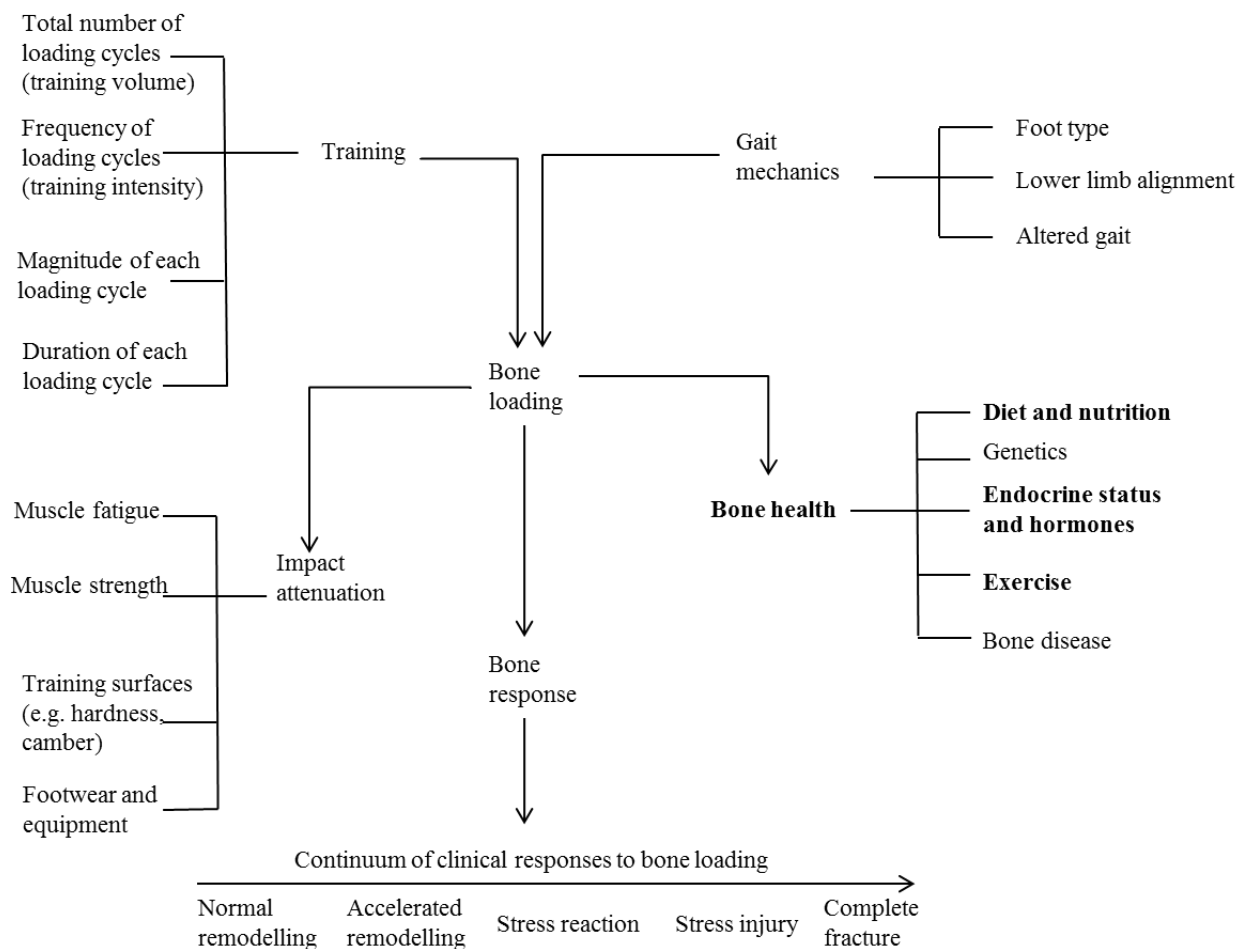 Total number of
loading cycles
(training volume)
Frequency of
loading cycles
(training intensity)
Magnitude of each
loading cycle
Duration of each
loading cycle
Training
Gait
mechanics
Foot type
Lower limb alignment
Altered gait
Bone
loading
Diet and nutrition
Genetics
Endocrine status
and hormones
Exercise
Bone disease
Bone health
Muscle fatigue
Muscle strength
Training surfaces
(e.g. hardness,
camber)
Footwear and
equipment
Impact
attenuation
Bone
response
Continuum of clinical responses to bone loading
Normal
remodelling
Accelerated
remodelling
Stress reaction
Stress injury
Complete
fracture